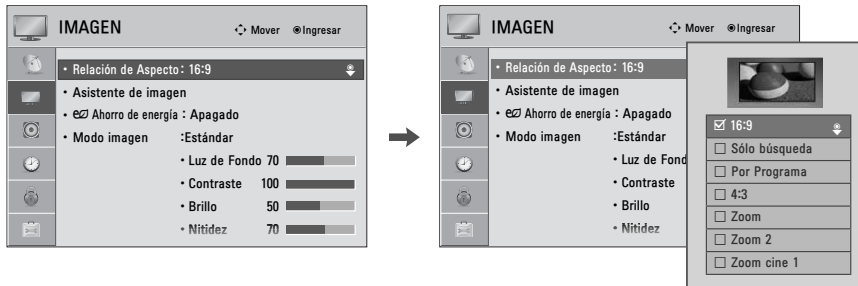 IMAGEN
Mover
Ingresar
• Relación de Aspecto: 16:9
• Asistente de imagen
• Ahorro de energía : Apagado
• Modo imagen :Estándar
• Luz de Fondo 70
• Contraste 100
• Brillo 50
• Nitidez 70
IMAGEN
Mover
Ingresar
• Relación de Aspecto: 16:9
• Asistente de imagen
• Ahorro de energía : Apagado
• Modo imagen :Estándar
• Luz de Fond
• Contraste
• Brillo
• Nitidez
16:9
Sólo búsqueda
Por Programa
4:3
Zoom
Zoom 2
Zoom cine 1